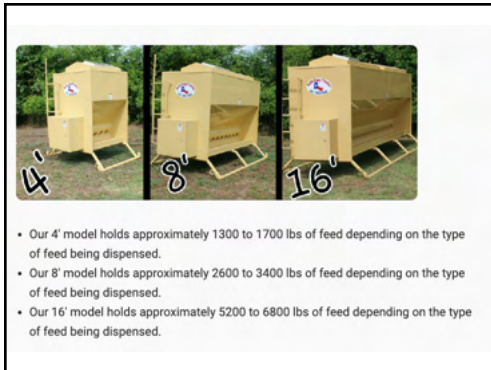 4' 8' 16'
• Our 4' model holds approximately 1300 to 1700 lbs of feed depending on the type
of feed being dispensed.
• Our 8' model holds approximately 2600 to 3400 lbs of feed depending on the type
of feed being dispensed.
• Our 16' model holds approximately 5200 to 6800 lbs of feed depending on the type
of feed being dispensed.